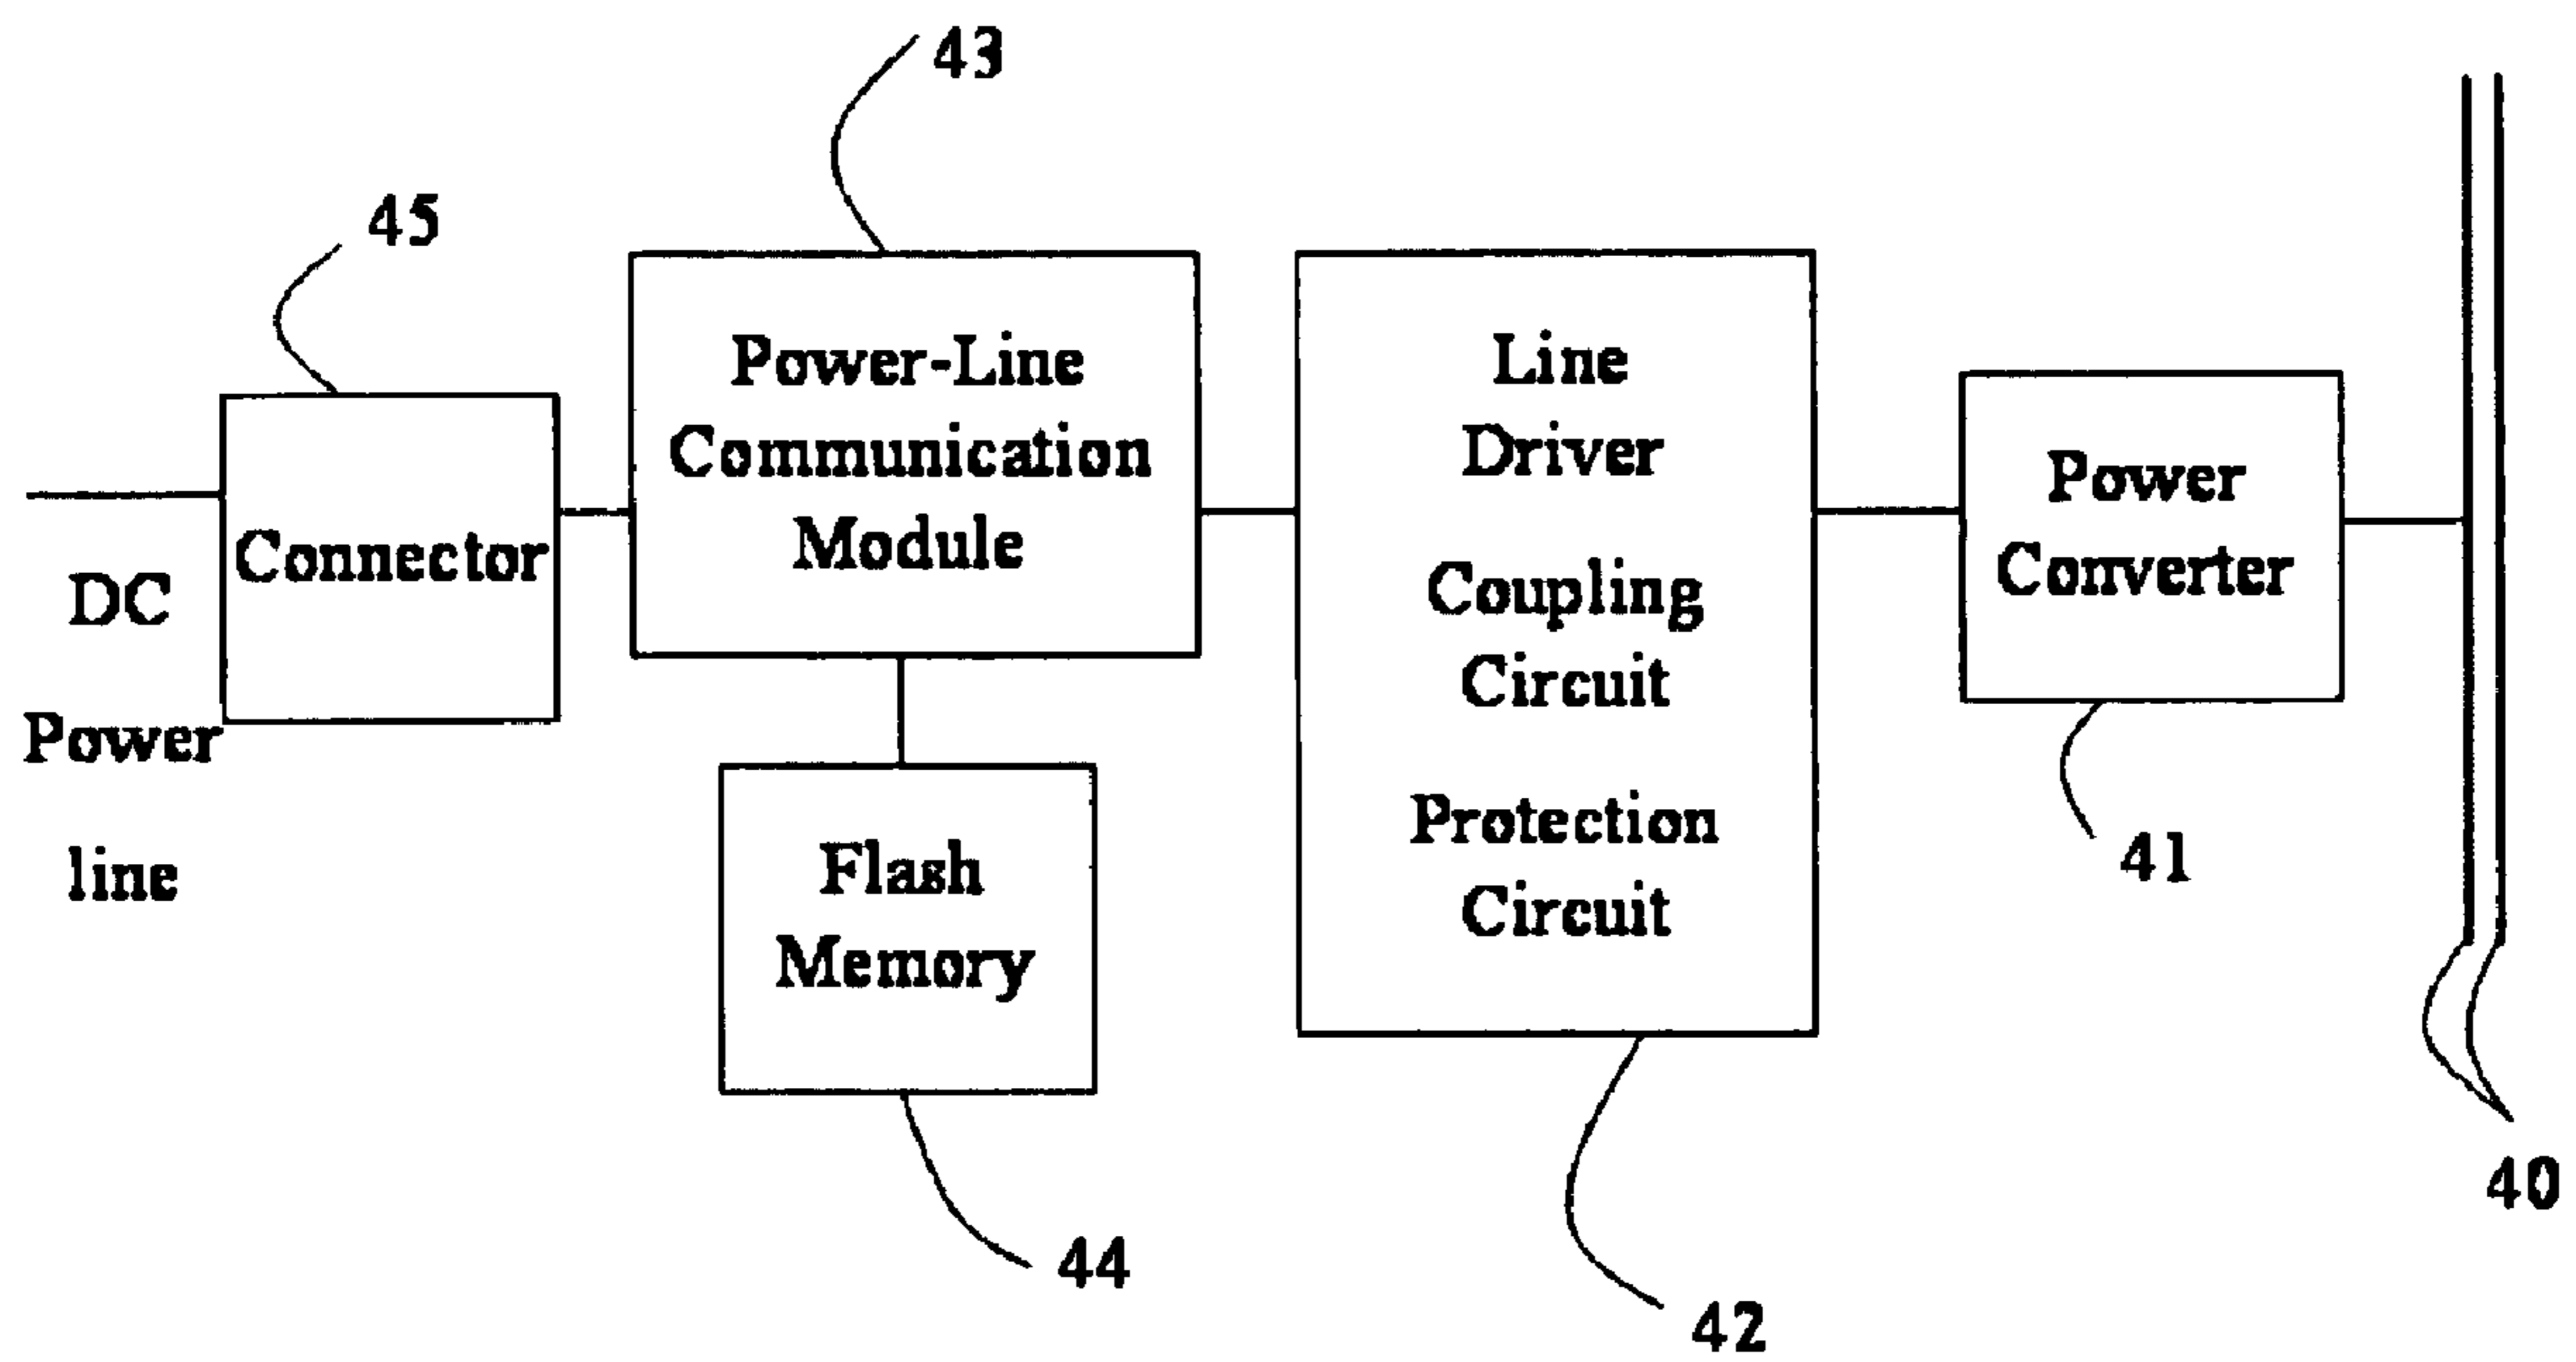 43
45
Power-Line
Communication
Module
Line
Driver
Coupling
Circuit
Protection
Circuit
Power
Converter
Connector
DC
Power
line
Flash
Memory
41
40
44
42